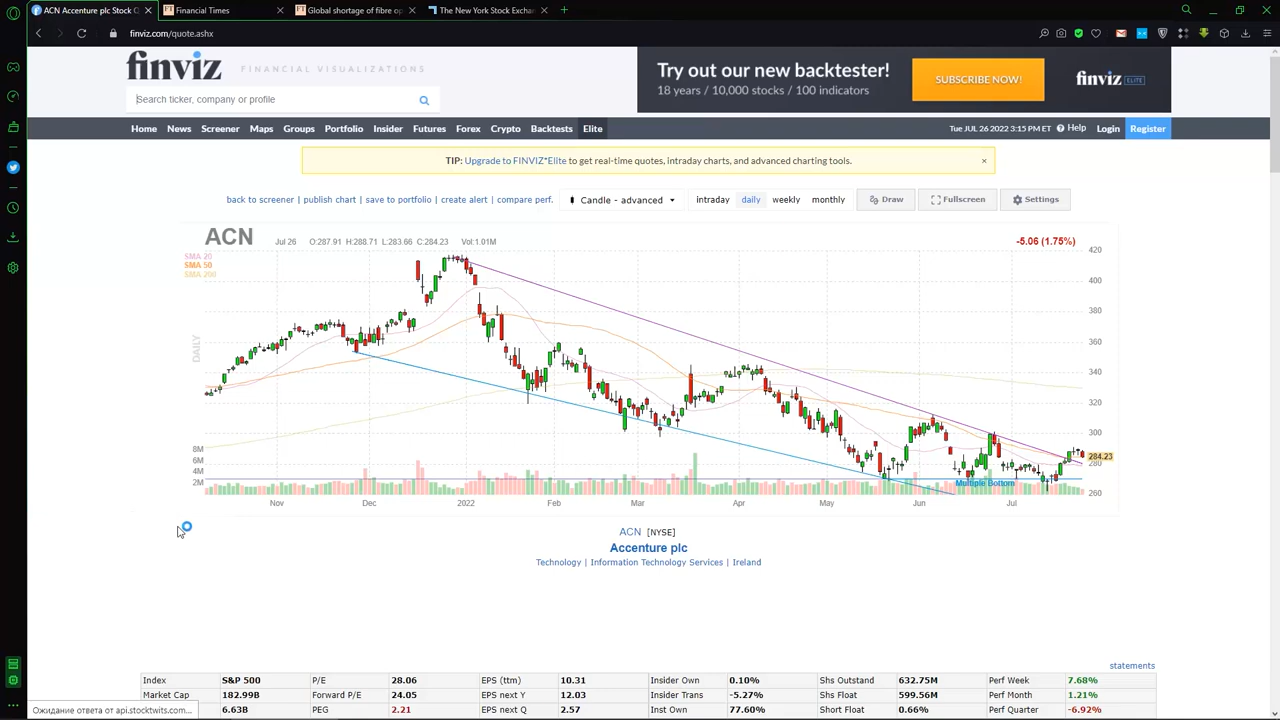 ACN Accenture plc Stock C
Financial Times
Global shortage of fibre op
The New York Stock Exchan
finviz.com/quote.ashx
finviz FINANCIAL VISUALIZATIONS
Try out our new backtester!
18 years / 10,000 stocks / 100 indicators
SUBSCRIBE NOW!
finviz ELITE
Search ticker, company or profile
Home News Screener Maps Groups Portfolio Insider Futures Forex Crypto Backtests Elite
Tue JUL 26 2022 3:15 PM ET Help Login Register
TIP: Upgrade to FINVIZ*Elite to get real-time quotes, intraday charts, and advanced charting tools. ×
back to screener | publish chart | save to portfolio | create alert | compare perf.
Candle - advanced
intraday daily weekly monthly
Draw Fullscreen Settings
ACN Jul 26 O:287.91 H:288.71 L:283.66 C:284.23 Vol:1.01M -5.06 (1.75%)
SMA 20
SMA 50
SMA 200
DAILY
420
400
380
360
340
320
300
284.23
280
260
8M
6M
4M
2M
Multiple Bottom
Nov Dec 2022 Feb Mar Apr May Jun Jul
ACN [NYSE]
Accenture plc
Technology | Information Technology Services | Ireland
statements
Index S&P 500 P/E 28.06 EPS (ttm) 10.31 Insider Own 0.10% Shs Outstand 632.75M Perf Week 7.68%
Market Cap 182.99B Forward P/E 24.05 EPS next Y 12.03 Insider Trans -5.27% Shs Float 599.56M Perf Month 1.21%
6.63B PEG 2.21 EPS next Q 2.57 Inst Own 77.60% Short Float 0.66% Perf Quarter -6.92%
Ожидание ответа от api.stocktwits.com...